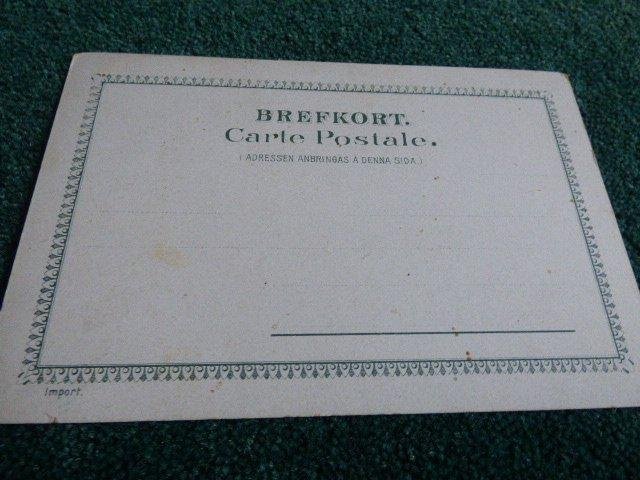 BREFKORT.
Carte Postale.
( ADRESSEN ANBRINGAS Å DENNA SIDA )
Import.